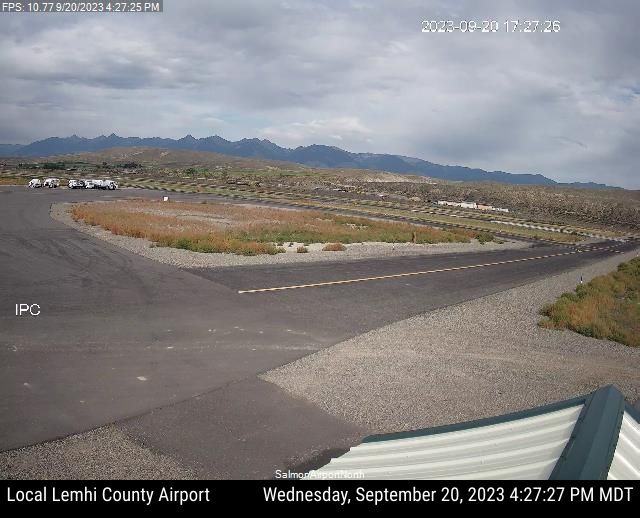 FPS: 10.77 9/20/2023 4:27:25 PM
2023-09-20 17:27:26
IPC
SalmonAirportNorth
Local Lemhi County Airport
Wednesday, September 20, 2023 4:27:27 PM MDT